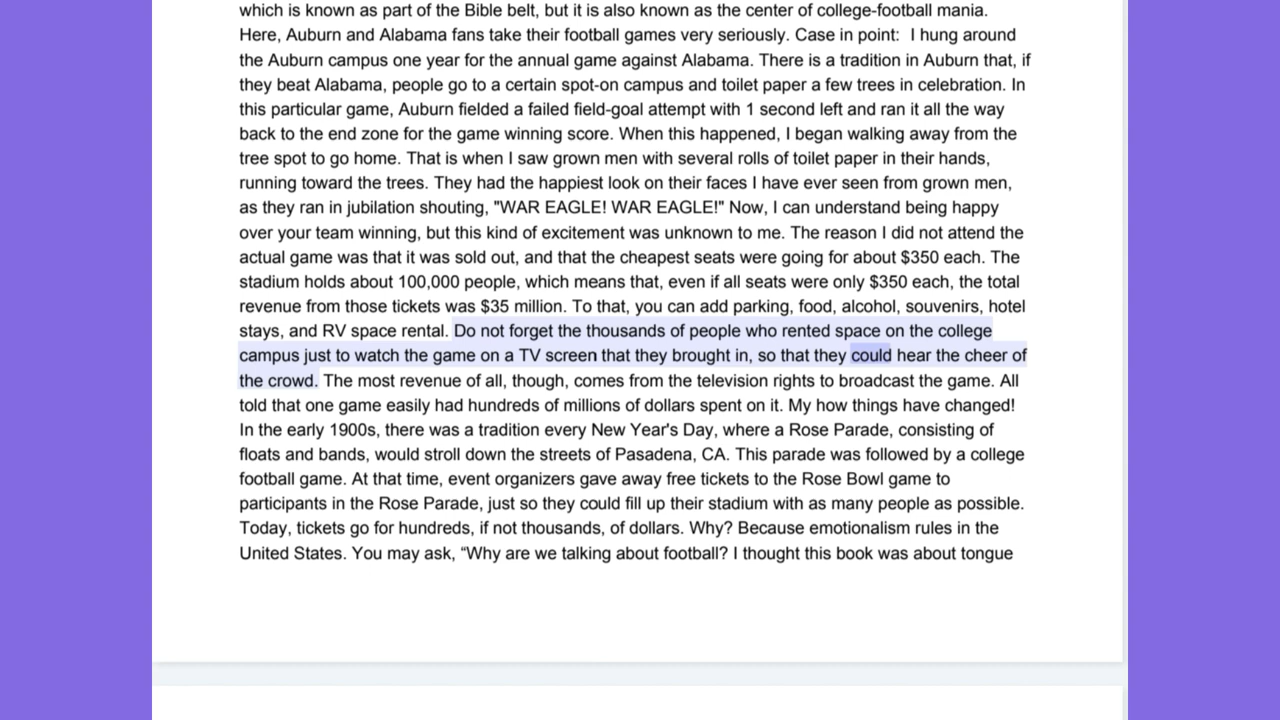 which is known as part of the Bible belt, but it is also known as the center of college-football mania.
Here, Auburn and Alabama fans take their football games very seriously. Case in point:  I hung around
the Auburn campus one year for the annual game against Alabama. There is a tradition in Auburn that, if
they beat Alabama, people go to a certain spot-on campus and toilet paper a few trees in celebration. In
this particular game, Auburn fielded a failed field-goal attempt with 1 second left and ran it all the way
back to the end zone for the game winning score. When this happened, I began walking away from the
tree spot to go home. That is when I saw grown men with several rolls of toilet paper in their hands,
running toward the trees. They had the happiest look on their faces I have ever seen from grown men,
as they ran in jubilation shouting, "WAR EAGLE! WAR EAGLE!" Now, I can understand being happy
over your team winning, but this kind of excitement was unknown to me. The reason I did not attend the
actual game was that it was sold out, and that the cheapest seats were going for about $350 each. The
stadium holds about 100,000 people, which means that, even if all seats were only $350 each, the total
revenue from those tickets was $35 million. To that, you can add parking, food, alcohol, souvenirs, hotel
stays, and RV space rental. Do not forget the thousands of people who rented space on the college
campus just to watch the game on a TV screen that they brought in, so that they could hear the cheer of
the crowd. The most revenue of all, though, comes from the television rights to broadcast the game. All
told that one game easily had hundreds of millions of dollars spent on it. My how things have changed!
In the early 1900s, there was a tradition every New Year's Day, where a Rose Parade, consisting of
floats and bands, would stroll down the streets of Pasadena, CA. This parade was followed by a college
football game. At that time, event organizers gave away free tickets to the Rose Bowl game to
participants in the Rose Parade, just so they could fill up their stadium with as many people as possible.
Today, tickets go for hundreds, if not thousands, of dollars. Why? Because emotionalism rules in the
United States. You may ask, “Why are we talking about football? I thought this book was about tongue